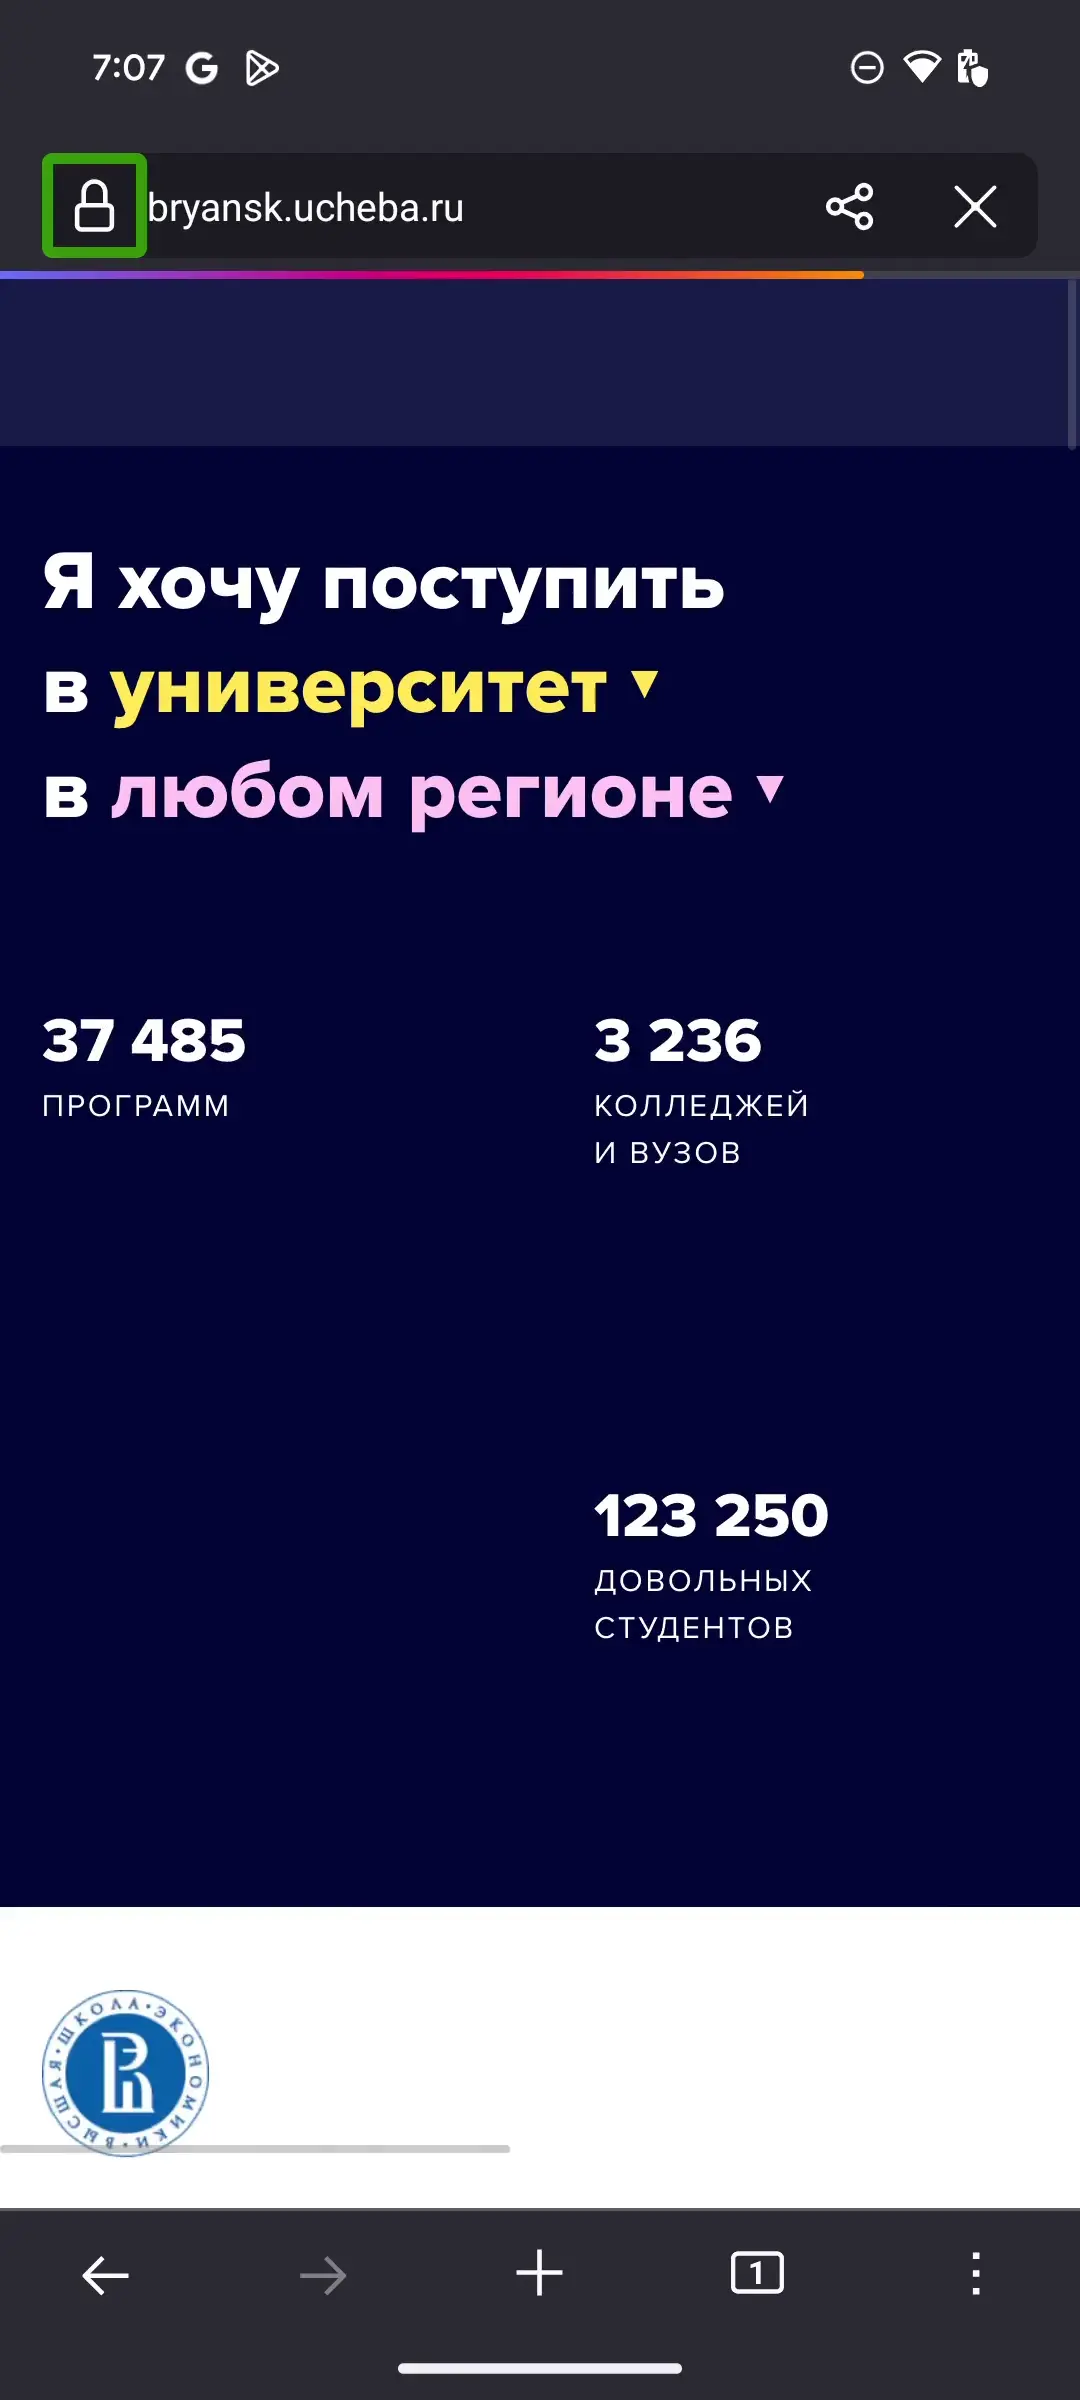 7:07
bryansk.ucheba.ru
Я хочу поступить
в университет
в любом регионе
37 485
ПРОГРАММ
3 236
КОЛЛЕДЖЕЙ
И ВУЗОВ
123 250
ДОВОЛЬНЫХ
СТУДЕНТОВ
ВЫСШАЯ · ШКОЛА · ЭКОНОМИКИ
1